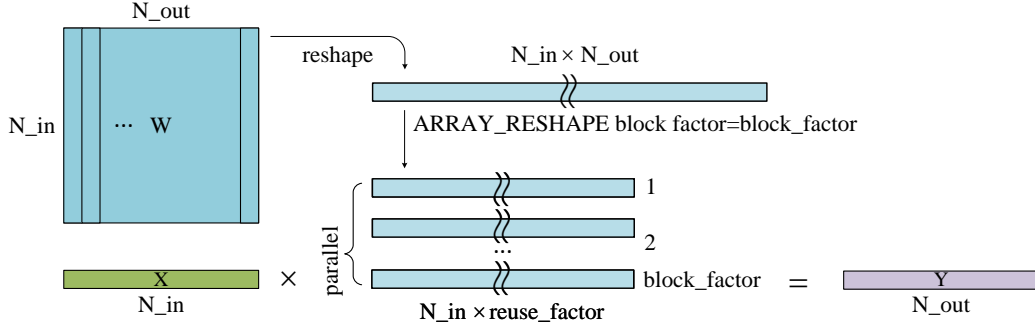 N_out
reshape
N_in × N_out
N_in
... W
ARRAY_RESHAPE block factor=block_factor
parallel
1
2
...
X
×
block_factor
=
Y
N_in
N_in × reuse_factor
N_out